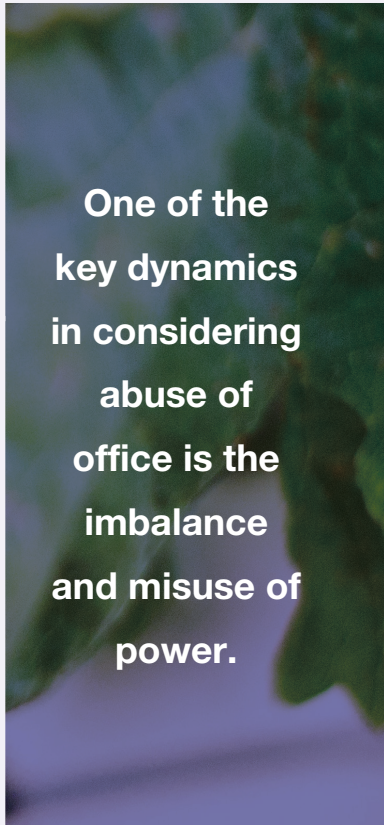 One of the
key dynamics
in considering
abuse of
office is the
imbalance
and misuse of
power.